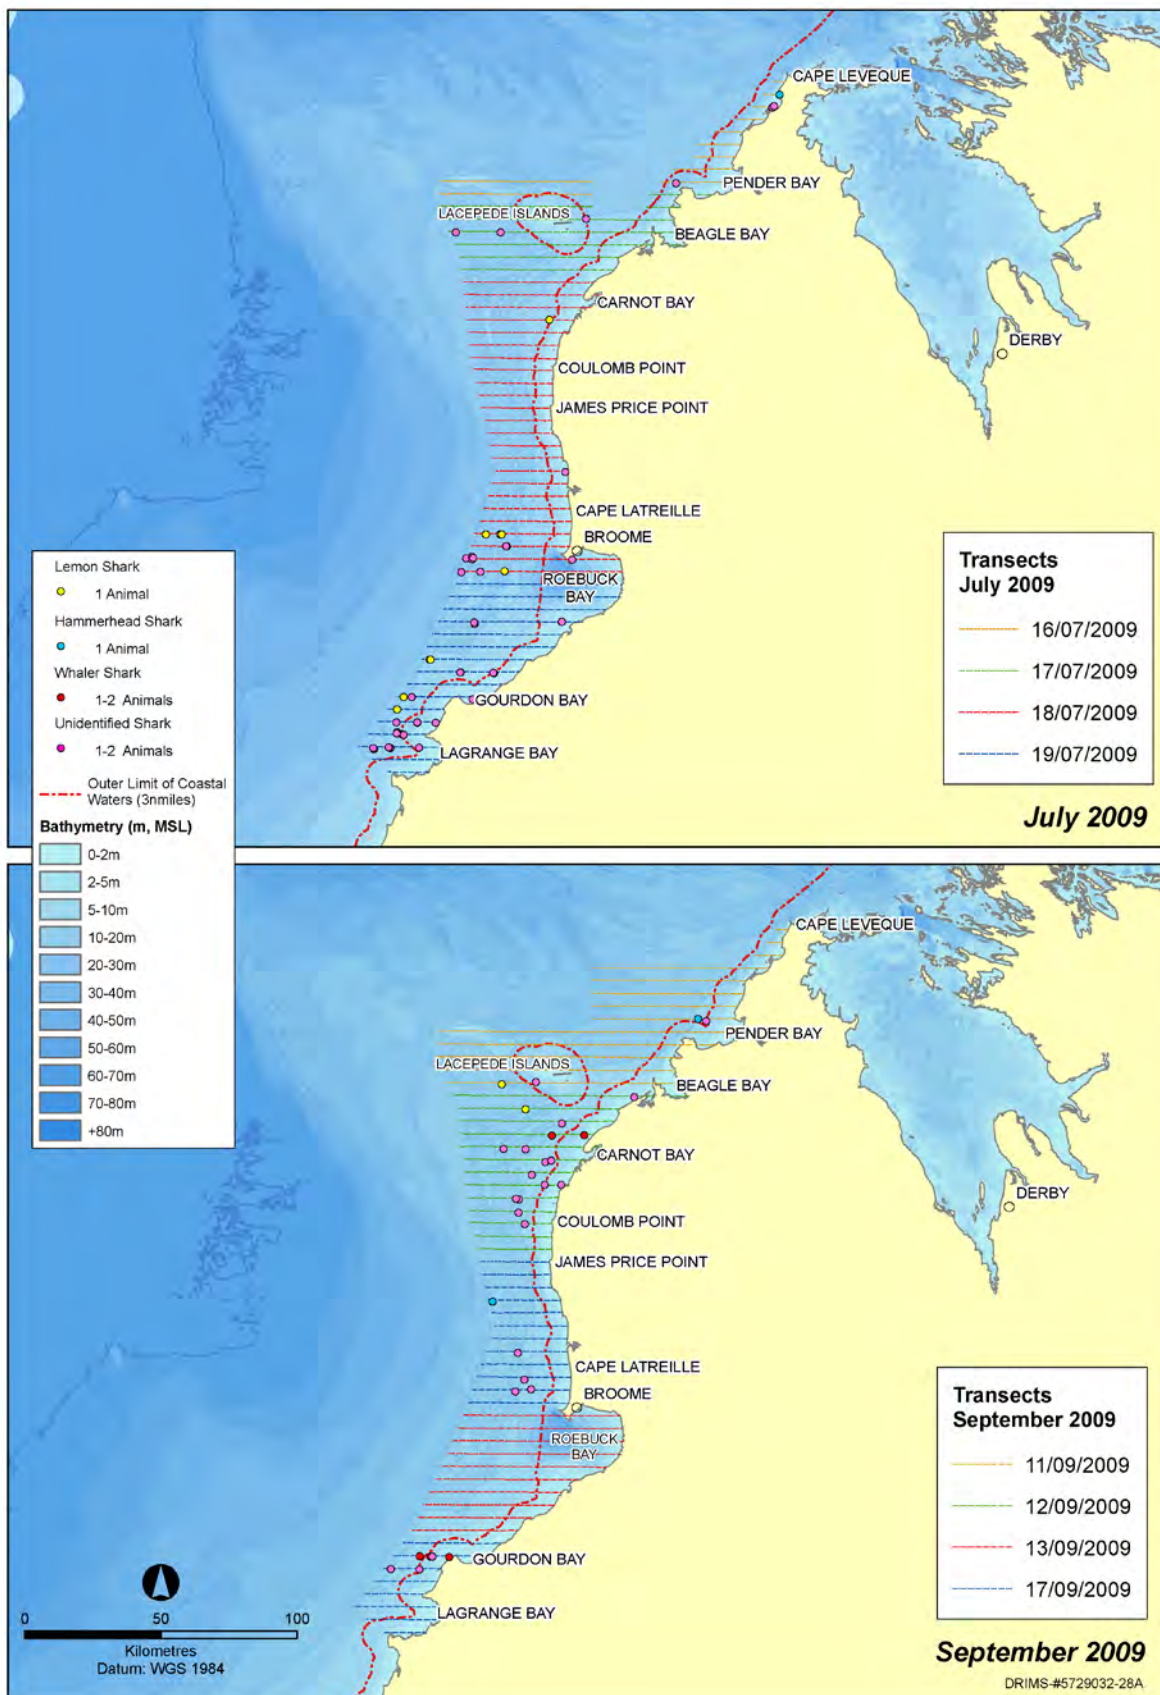 CAPE LEVEQUE
PENDER BAY
LACEPEDE ISLANDS
BEAGLE BAY
CARNOT BAY
DERBY
COULOMB POINT
JAMES PRICE POINT
CAPE LATREILLE
BROOME
ROEBUCK
BAY
GOURDON BAY
LAGRANGE BAY
Transects
July 2009
16/07/2009
17/07/2009
18/07/2009
19/07/2009
July 2009
Lemon Shark
1 Animal
Hammerhead Shark
1 Animal
Whaler Shark
1-2 Animals
Unidentified Shark
1-2 Animals
Outer Limit of Coastal
Waters (3nmiles)
Bathymetry (m, MSL)
0-2m
2-5m
5-10m
10-20m
20-30m
30-40m
40-50m
50-60m
60-70m
70-80m
+80m
CAPE LEVEQUE
PENDER BAY
LACEPEDE ISLANDS
BEAGLE BAY
CARNOT BAY
DERBY
COULOMB POINT
JAMES PRICE POINT
CAPE LATREILLE
BROOME
ROEBUCK
BAY
GOURDON BAY
LAGRANGE BAY
Transects
September 2009
11/09/2009
12/09/2009
13/09/2009
17/09/2009
0 50 100
Kilometres
Datum: WGS 1984
September 2009
DRIMS-#5729032-28A